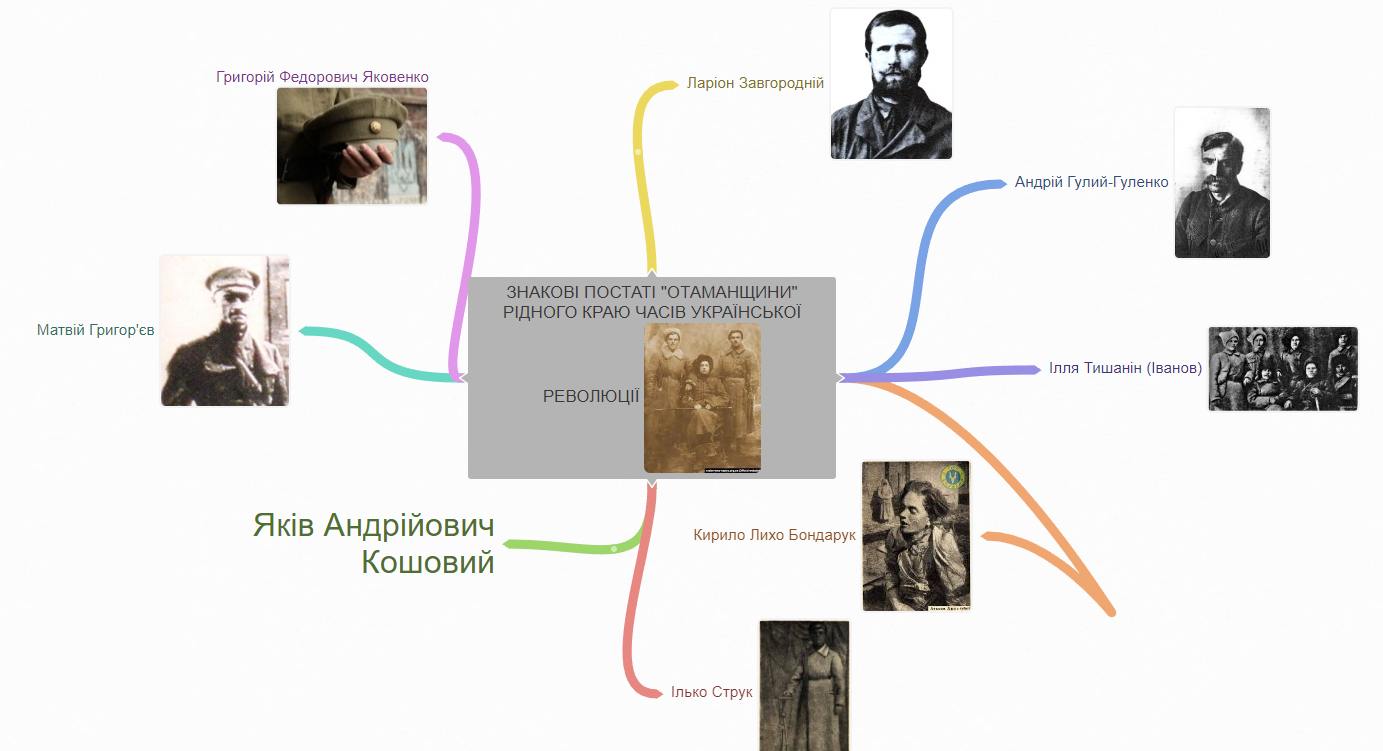 Григорій Федорович Яковенко
Ларіон Завгородній
Андрій Гулий-Гуленко
ЗНАКОВІ ПОСТАТІ "ОТАМАНЩИНИ"
РІДНОГО КРАЮ ЧАСІВ УКРАЇНСЬКОЇ
РЕВОЛЮЦІЇ
Матвій Григор'єв
Ілля Тишанін (Іванов)
Яків Андрійович
Кошовий
Кирило Лихо Бондарук
Ілько Струк